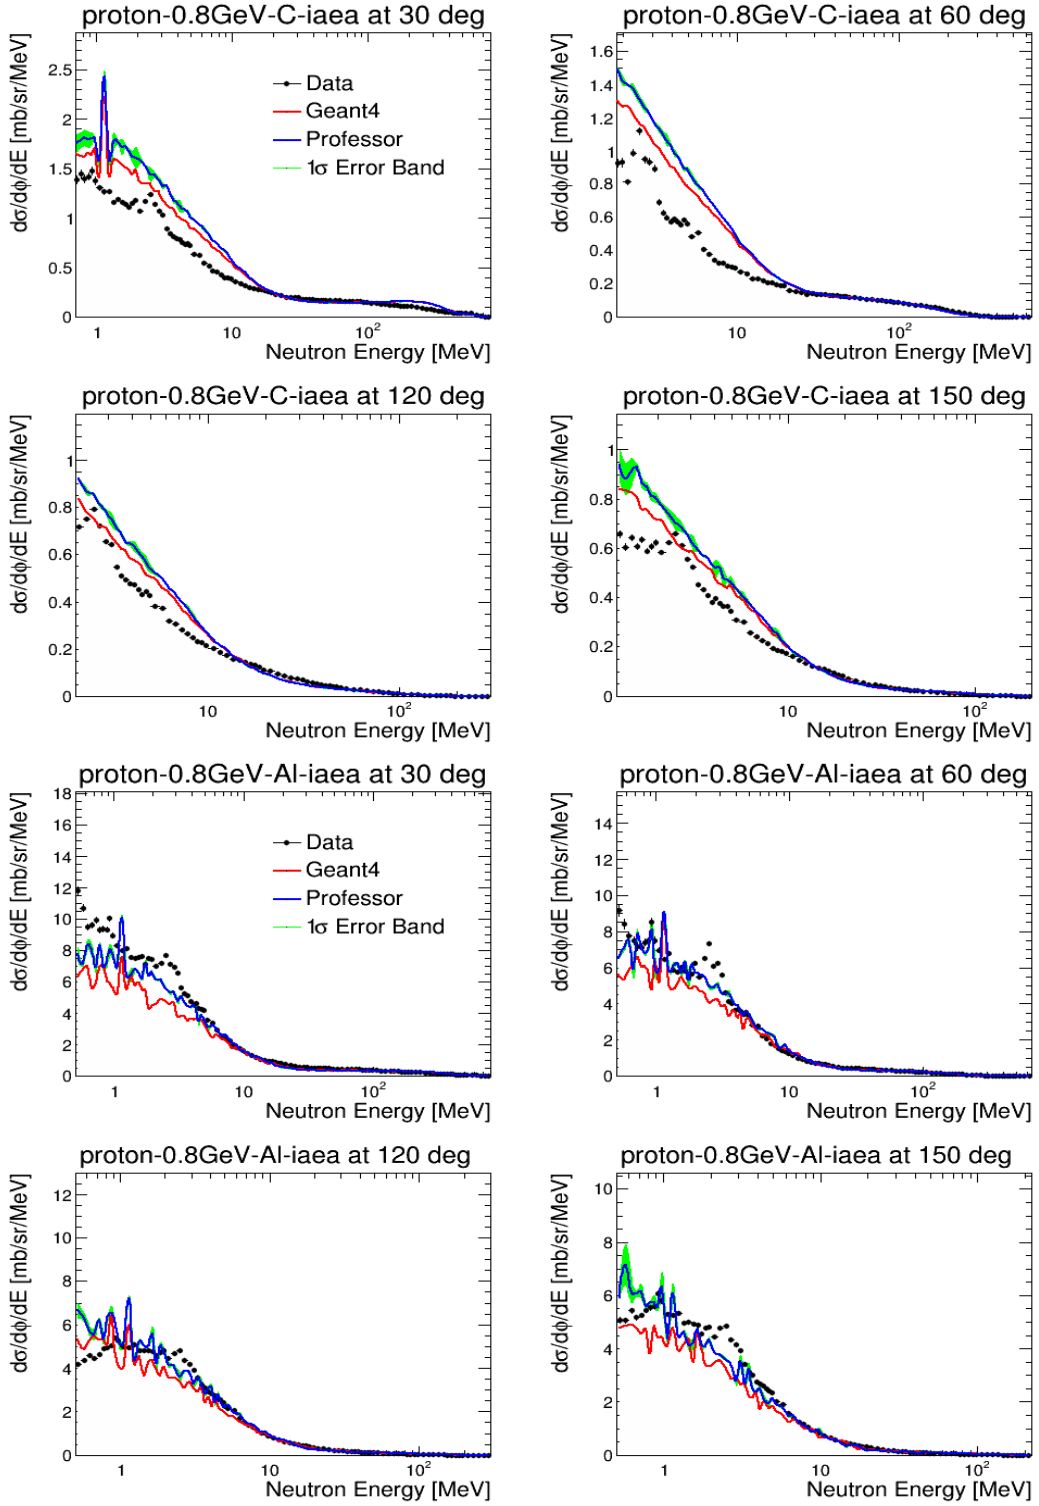 proton-0.8GeV-C-iaea at 30 deg
dσ/dϕ/dE [mb/sr/MeV]
2.5
2
1.5
1
0.5
0
Data
Geant4
Professor
1σ Error Band
1
10
10²
Neutron Energy [MeV]
proton-0.8GeV-C-iaea at 60 deg
dσ/dϕ/dE [mb/sr/MeV]
1.6
1.4
1.2
1
0.8
0.6
0.4
0.2
0
10
10²
Neutron Energy [MeV]
proton-0.8GeV-C-iaea at 120 deg
dσ/dϕ/dE [mb/sr/MeV]
1
0.8
0.6
0.4
0.2
0
10
10²
Neutron Energy [MeV]
proton-0.8GeV-C-iaea at 150 deg
dσ/dϕ/dE [mb/sr/MeV]
1
0.8
0.6
0.4
0.2
0
10
10²
Neutron Energy [MeV]
proton-0.8GeV-Al-iaea at 30 deg
dσ/dϕ/dE [mb/sr/MeV]
18
16
14
12
10
8
6
4
2
0
Data
Geant4
Professor
1σ Error Band
1
10
10²
Neutron Energy [MeV]
proton-0.8GeV-Al-iaea at 60 deg
dσ/dϕ/dE [mb/sr/MeV]
14
12
10
8
6
4
2
0
1
10
10²
Neutron Energy [MeV]
proton-0.8GeV-Al-iaea at 120 deg
dσ/dϕ/dE [mb/sr/MeV]
12
10
8
6
4
2
0
1
10
10²
Neutron Energy [MeV]
proton-0.8GeV-Al-iaea at 150 deg
dσ/dϕ/dE [mb/sr/MeV]
10
8
6
4
2
0
1
10
10²
Neutron Energy [MeV]